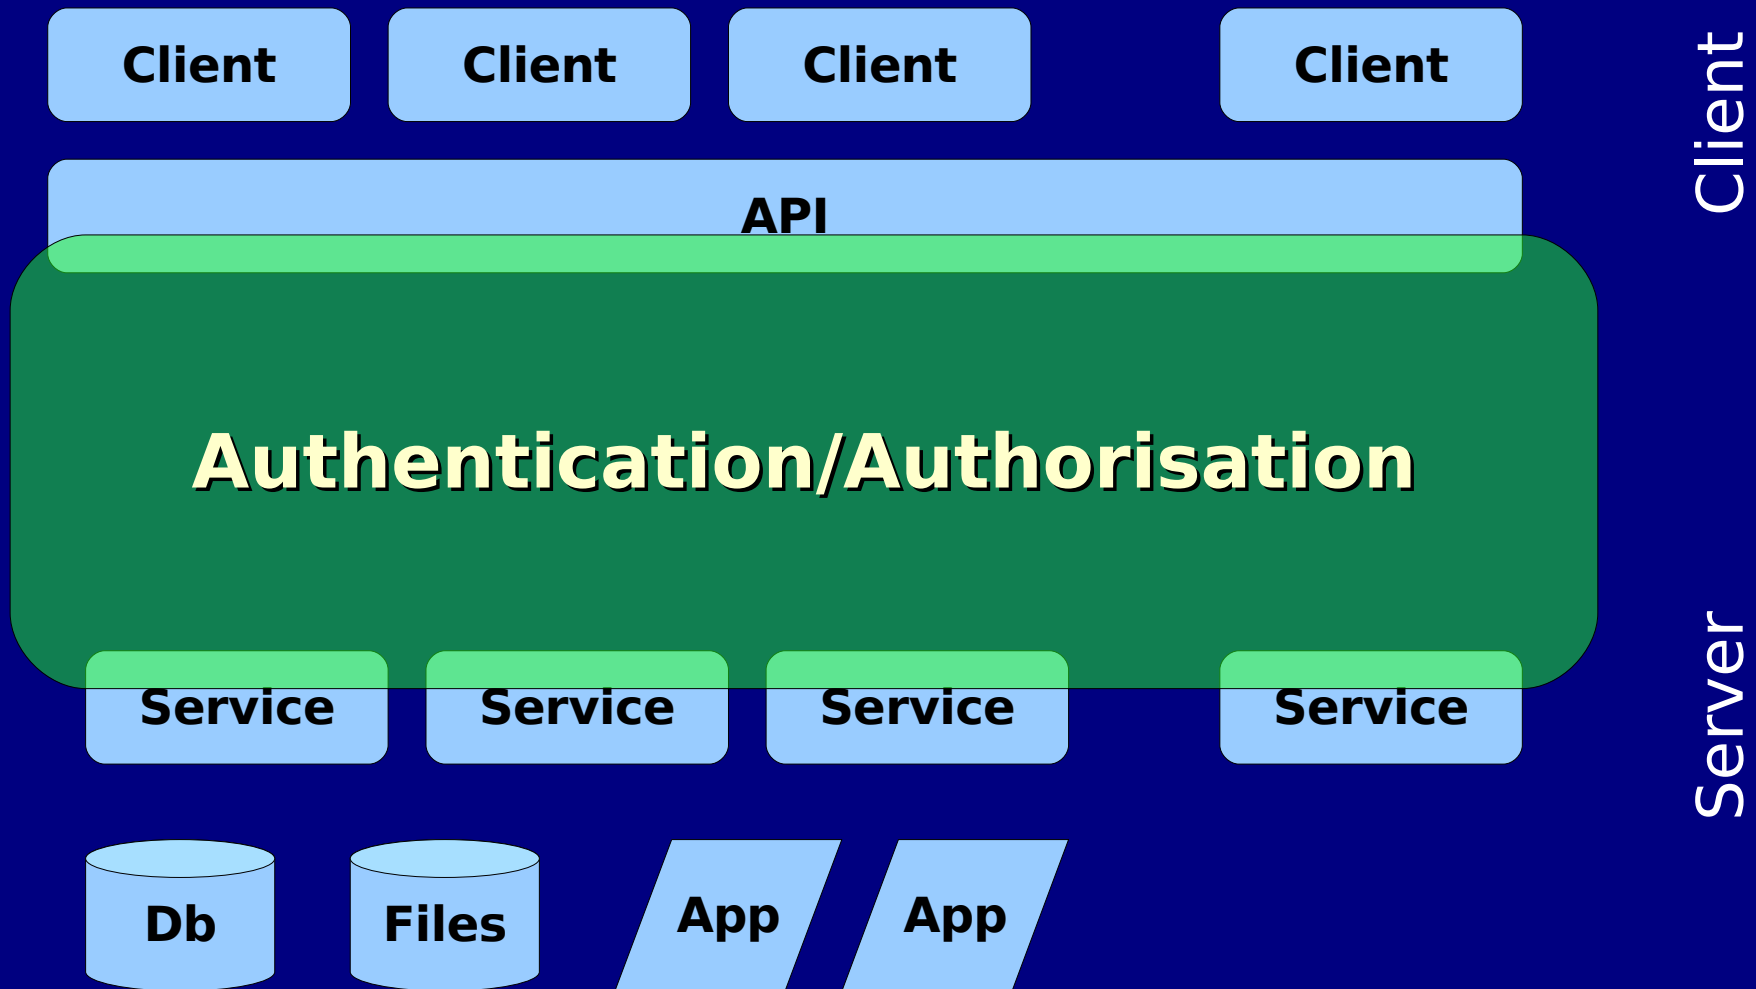 Client Client Client Client
API
Authentication/Authorisation
Service Service Service Service
Db Files App App
Client
Server